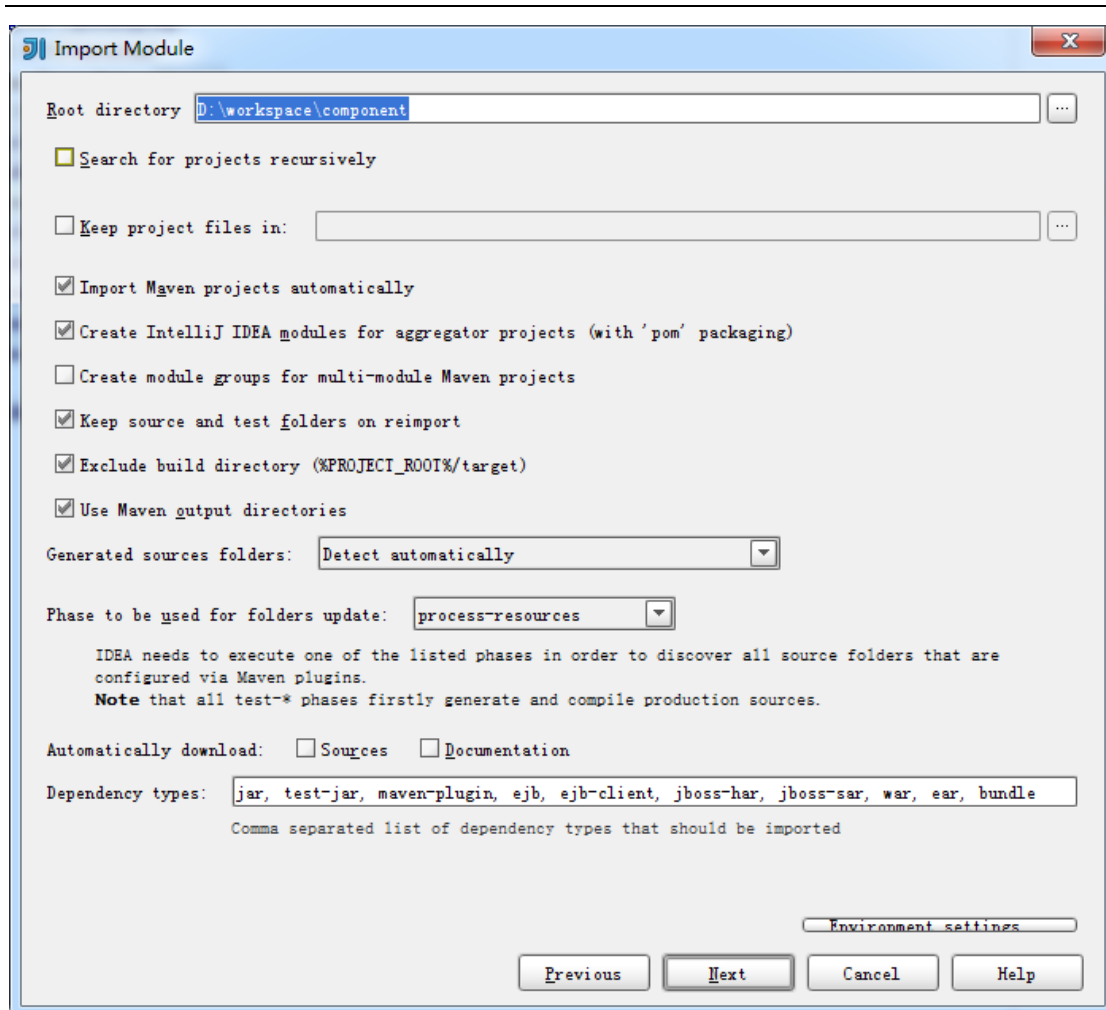 Import Module
Root directory D:\workspace\component ...
Search for projects recursively
Keep project files in: ...
Import Maven projects automatically
Create IntelliJ IDEA modules for aggregator projects (with 'pom' packaging)
Create module groups for multi-module Maven projects
Keep source and test folders on reimport
Exclude build directory (%PROJECT_ROOT%/target)
Use Maven output directories
Generated sources folders: Detect automatically
Phase to be used for folders update: process-resources
IDEA needs to execute one of the listed phases in order to discover all source folders that are
configured via Maven plugins.
Note that all test-* phases firstly generate and compile production sources.
Automatically download: Sources Documentation
Dependency types: jar, test-jar, maven-plugin, ejb, ejb-client, jboss-har, jboss-sar, war, ear, bundle
Comma separated list of dependency types that should be imported
Environment settings
Previous Next Cancel Help